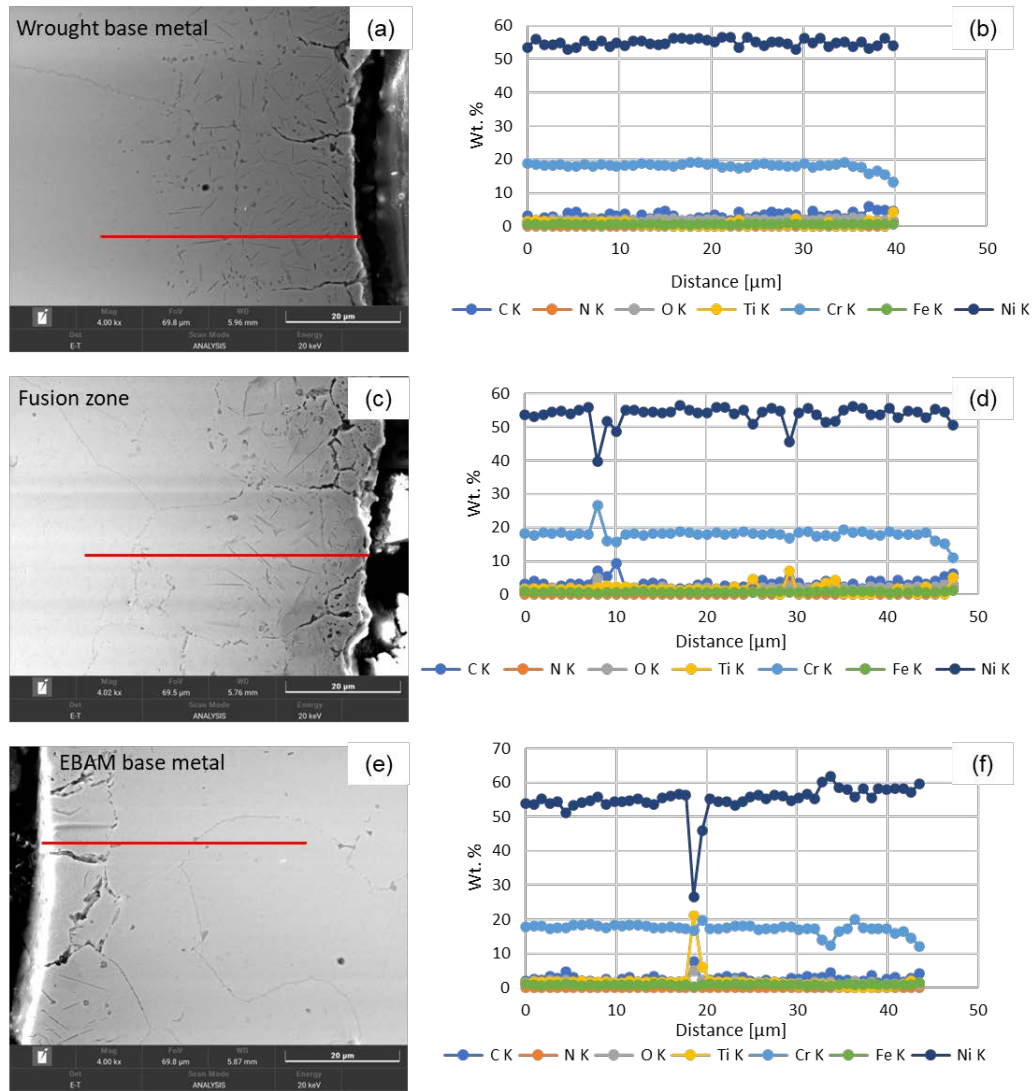 Wrought base metal
(a)
Mag FoV WD
4.00 kx 69.8 µm 5.96 mm 20 µm
Det Scan Mode Energy
E-T ANALYSIS 20 keV
(b)
60
50
40
30
20
10
0
Wt. %
0 10 20 30 40 50
Distance [µm]
C K N K O K Ti K Cr K Fe K Ni K
Fusion zone
(c)
Mag FoV WD
4.02 kx 69.5 µm 5.76 mm 20 µm
Det Scan Mode Energy
E-T ANALYSIS 20 keV
(d)
60
50
40
30
20
10
0
Wt. %
0 10 20 30 40 50
Distance [µm]
C K N K O K Ti K Cr K Fe K Ni K
EBAM base metal
(e)
Mag FoV WD
4.00 kx 69.8 µm 5.87 mm 20 µm
Det Scan Mode Energy
E-T ANALYSIS 20 keV
(f)
70
60
50
40
30
20
10
0
Wt. %
0 10 20 30 40 50
Distance [µm]
C K N K O K Ti K Cr K Fe K Ni K